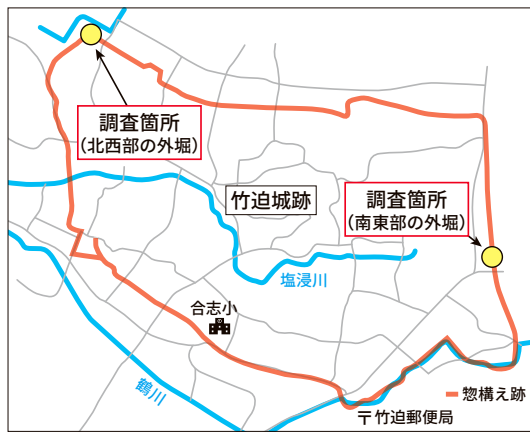 調査箇所
(北西部の外堀)
竹迫城跡
調査箇所
(南東部の外堀)
塩浸川
合志小
鶴川
惣構え跡
〒竹迫郵便局